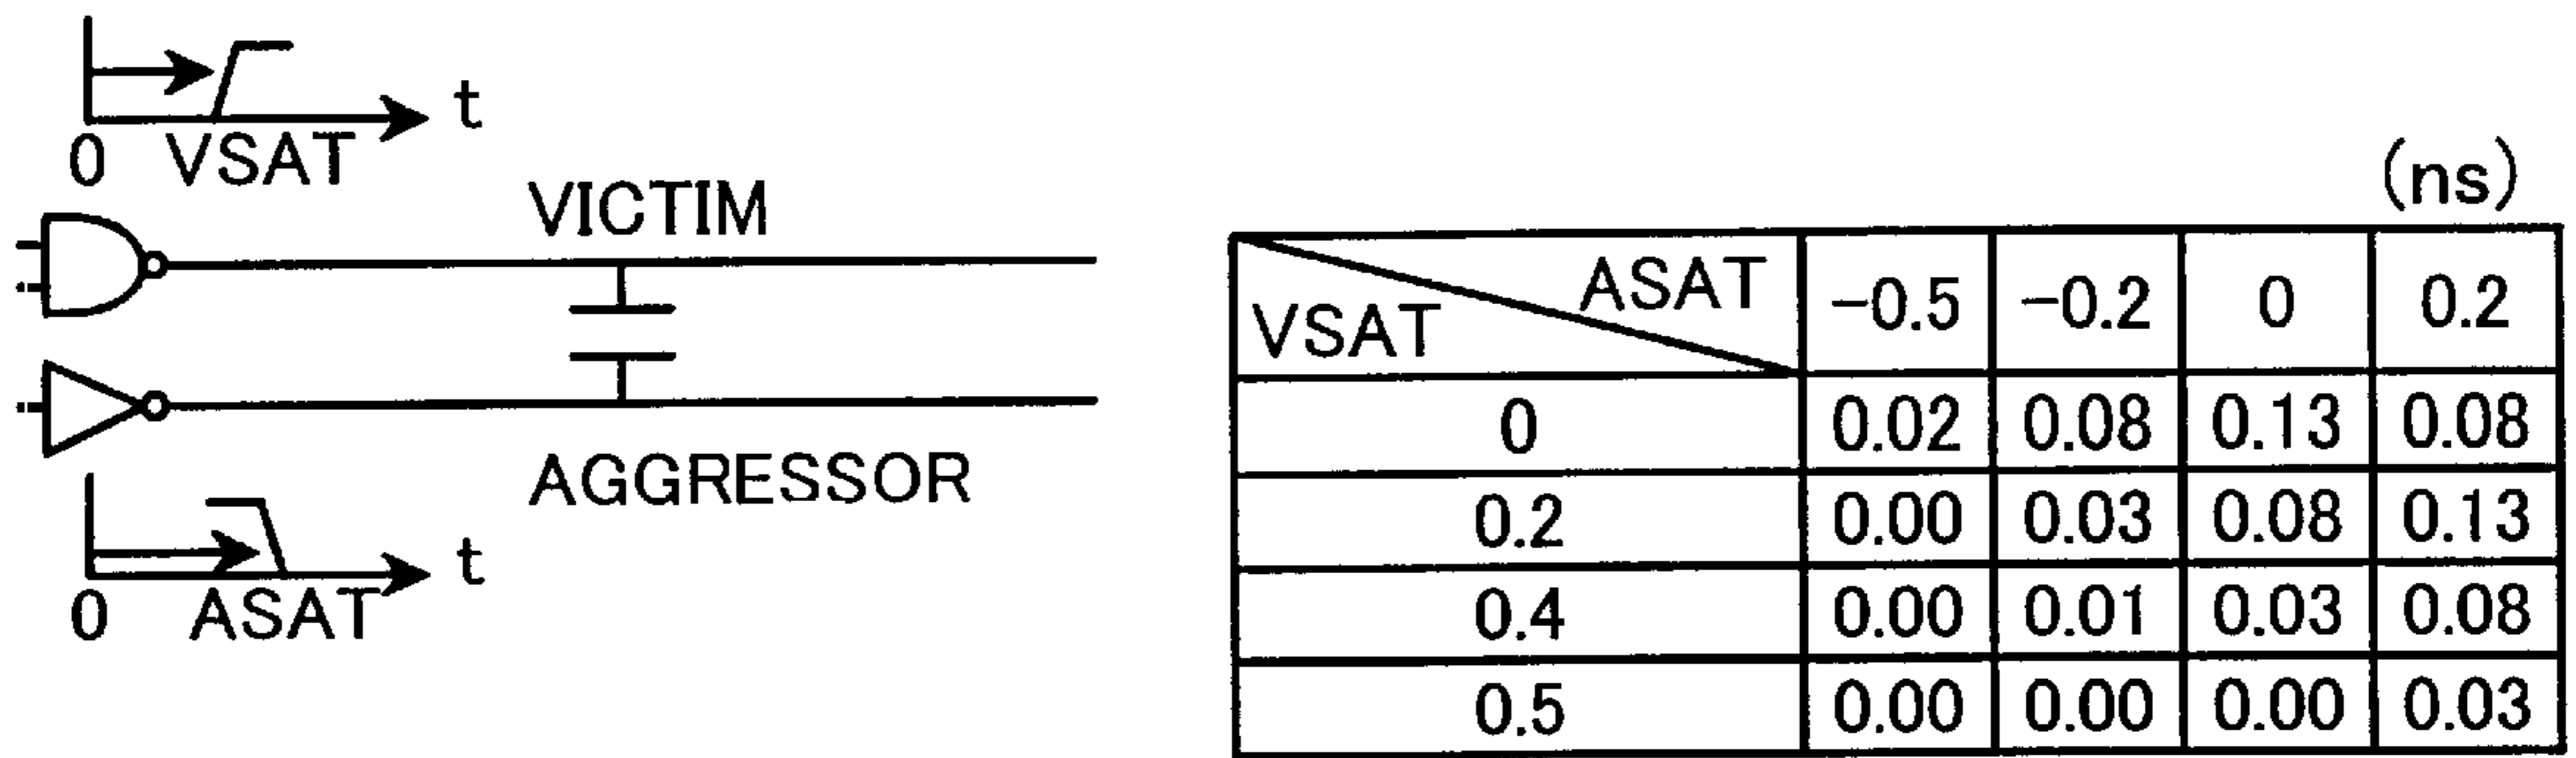 t
0 VSAT
VICTIM
AGGRESSOR
t
0 ASAT
(ns)
ASAT
VSAT
-0.5 -0.2 0 0.2
0 0.02 0.08 0.13 0.08
0.2 0.00 0.03 0.08 0.13
0.4 0.00 0.01 0.03 0.08
0.5 0.00 0.00 0.00 0.03